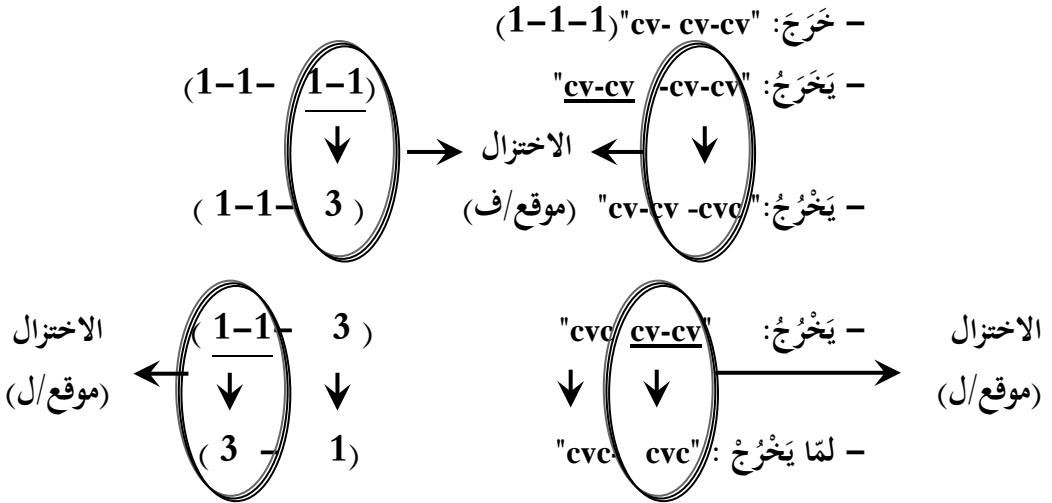 – خَرَجَ: "cv- cv-cv"(1–1–1)
– يَخَرَجُ: "cv-cv -cv-cv" (1–1– 1–1)
الاختزال
– يَخْرُجُ:" cv-cv -cvc" (موقع/ف) ( 1–1– 3 )
الاختزال – يَخْرُجُ: "cvc cv-cv" ( 1–1– 3 ) الاختزال
(موقع/ل) (موقع/ل)
– لمّا يَخْرُجْ : "cvc- cvc" ( 3 – 1)